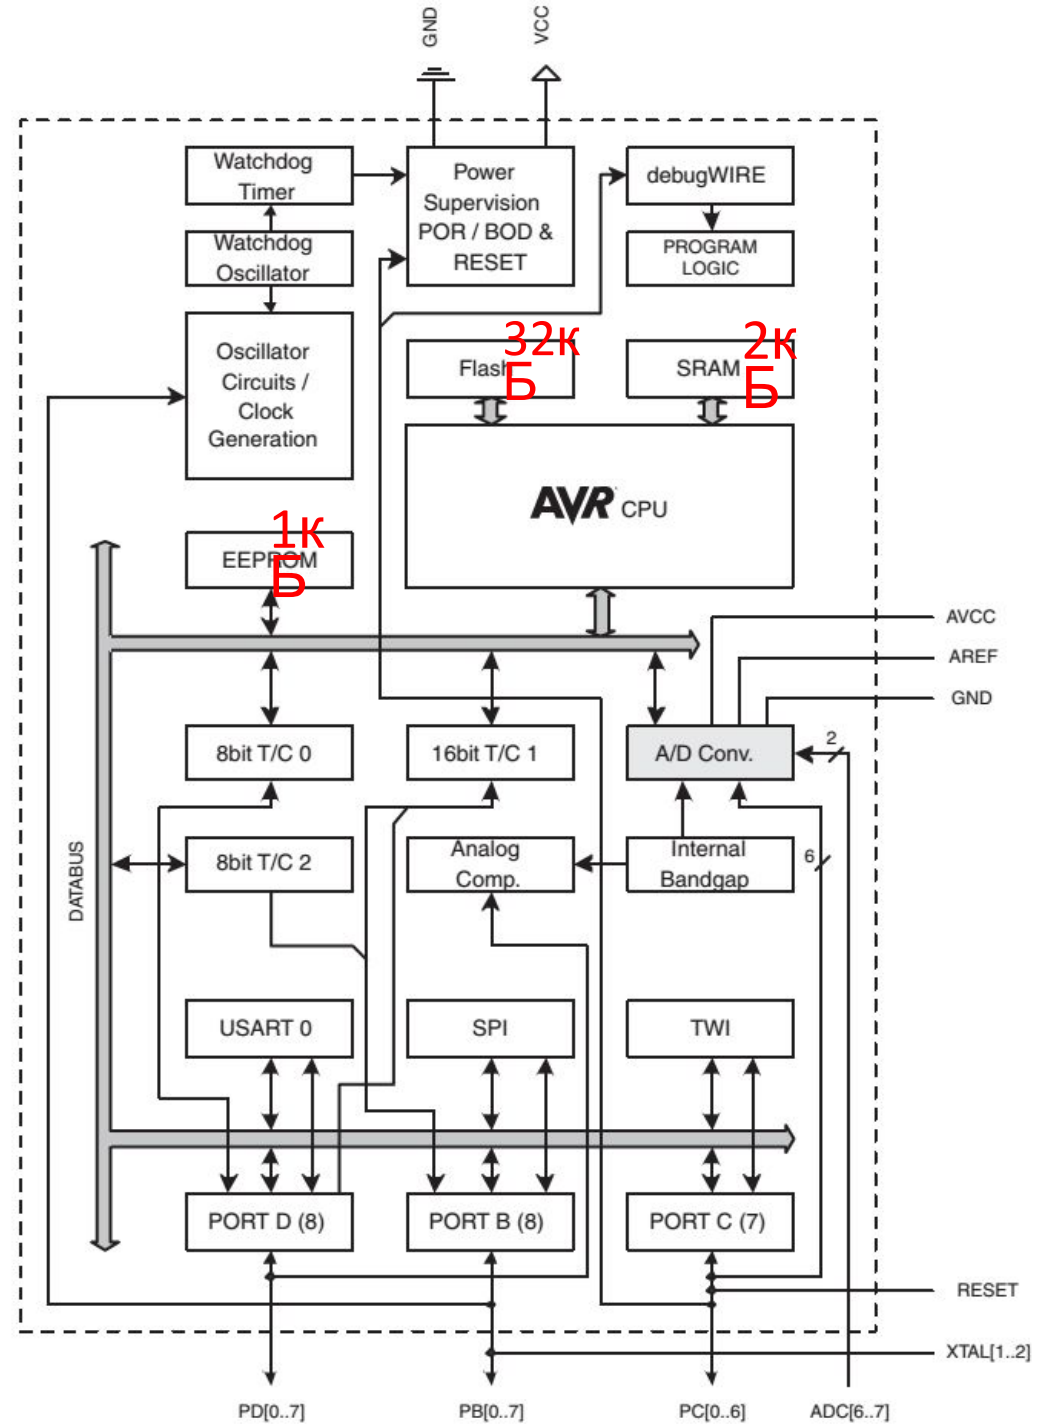 GND
VCC
Watchdog
Timer
Power
Supervision
POR / BOD &
RESET
debugWIRE
Watchdog
Oscillator
PROGRAM
LOGIC
Oscillator
Circuits /
Clock
Generation
Flash
32к
Б
SRAM
2к
Б
AVR CPU
EEPROM
1к
Б
AVCC
AREF
GND
8bit T/C 0
16bit T/C 1
A/D Conv.
2
8bit T/C 2
Analog
Comp.
Internal
Bandgap
6
DATABUS
USART 0
SPI
TWI
PORT D (8)
PORT B (8)
PORT C (7)
RESET
XTAL[1..2]
PD[0..7]
PB[0..7]
PC[0..6]
ADC[6..7]